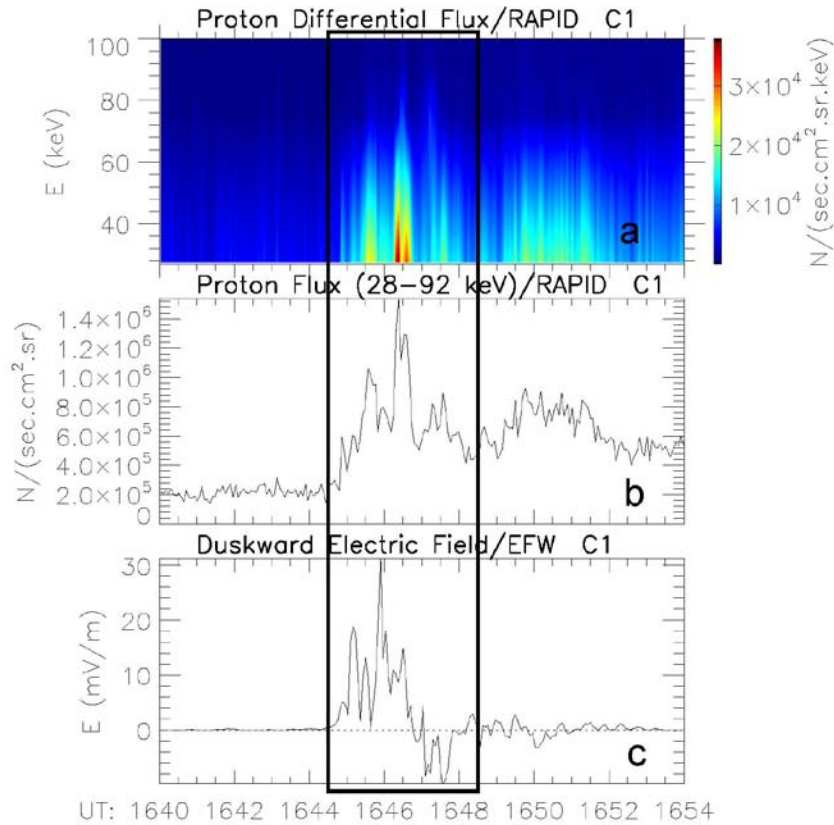 Proton Differential Flux/RAPID C1
100
80
60
40
E (keV)
a
3×10⁴
2×10⁴
1×10⁴
N/(sec.cm².sr.keV)
Proton Flux (28−92 keV)/RAPID C1
1.4×10⁶
1.2×10⁶
1.0×10⁶
8.0×10⁵
6.0×10⁵
4.0×10⁵
2.0×10⁵
0
N/(sec.cm².sr)
b
Duskward Electric Field/EFW C1
30
20
10
0
E (mV/m)
c
UT: 1640 1642 1644 1646 1648 1650 1652 1654